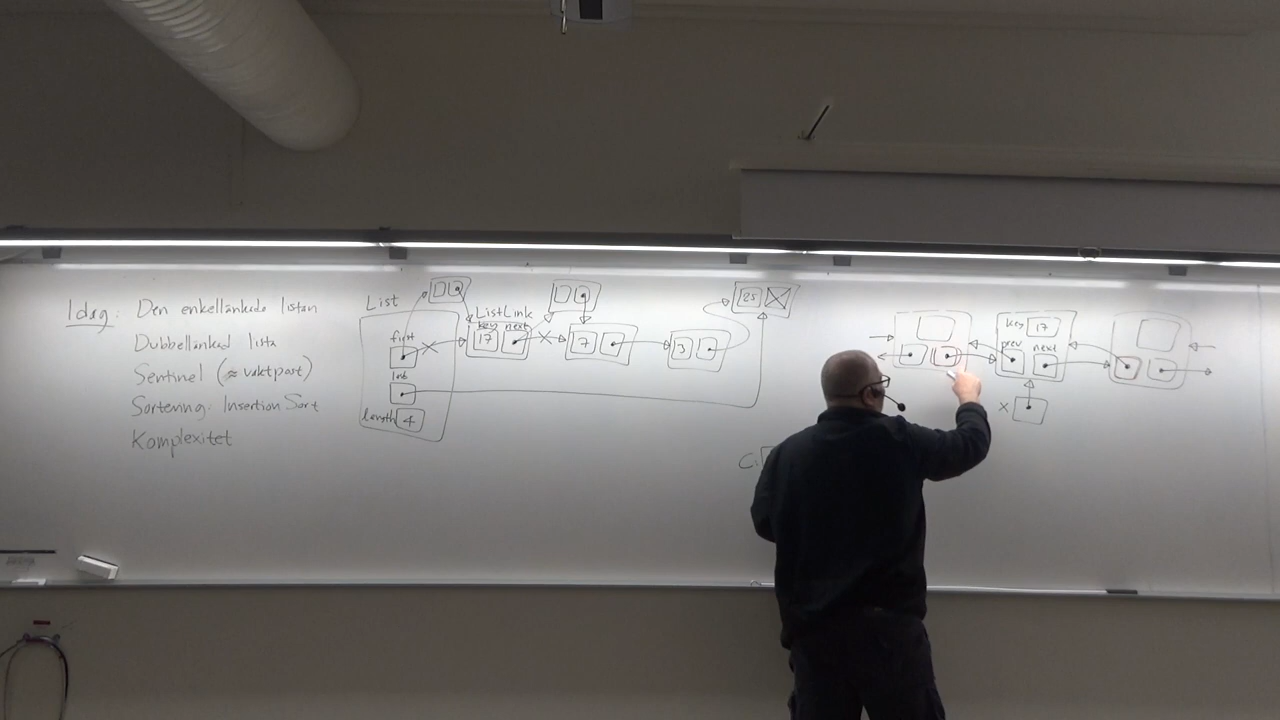 Idag: Den enkellänkade listan
Dubbellänkad lista
Sentinel (≈ vaktpost)
Sortering: Insertion Sort
Komplexitet
List
first
last
length 4
ListLink
key next
17
7
3
25
key 17
prev next
x